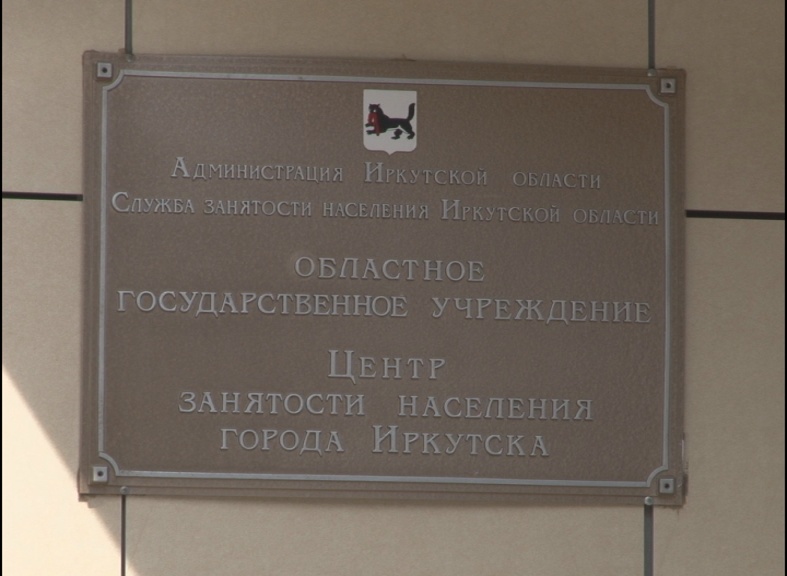 Администрация Иркутской области
Служба занятости населения Иркутской области
ОБЛАСТНОЕ
ГОСУДАРСТВЕННОЕ УЧРЕЖДЕНИЕ
Центр
занятости населения
города Иркутска